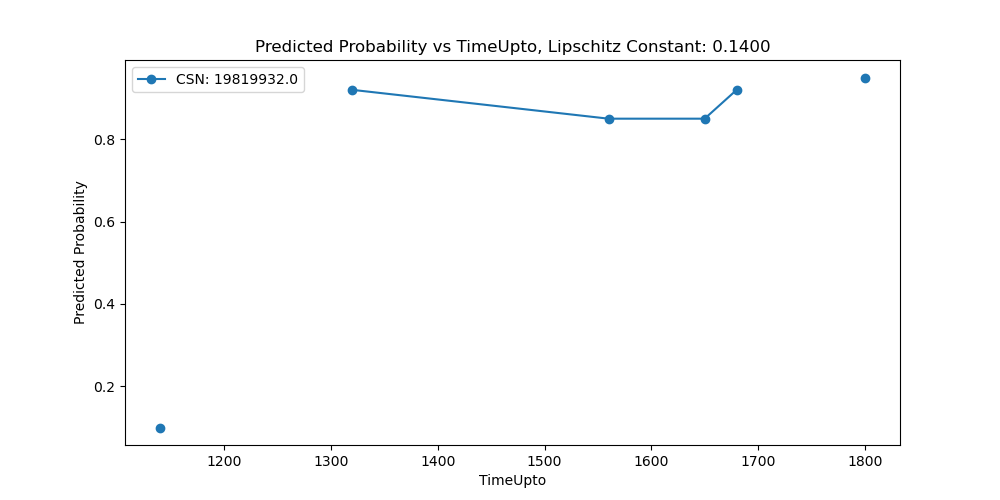 Predicted Probability vs TimeUpto, Lipschitz Constant: 0.1400
CSN: 19819932.0
Predicted Probability
0.8
0.6
0.4
0.2
1200 1300 1400 1500 1600 1700 1800
TimeUpto